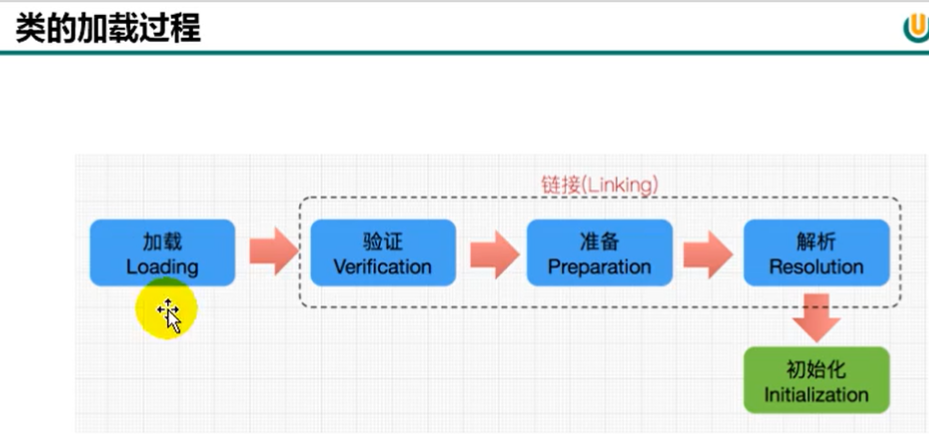 类的加载过程
U
链接(Linking)
加载
Loading
验证
Verification
准备
Preparation
解析
Resolution
初始化
Initialization